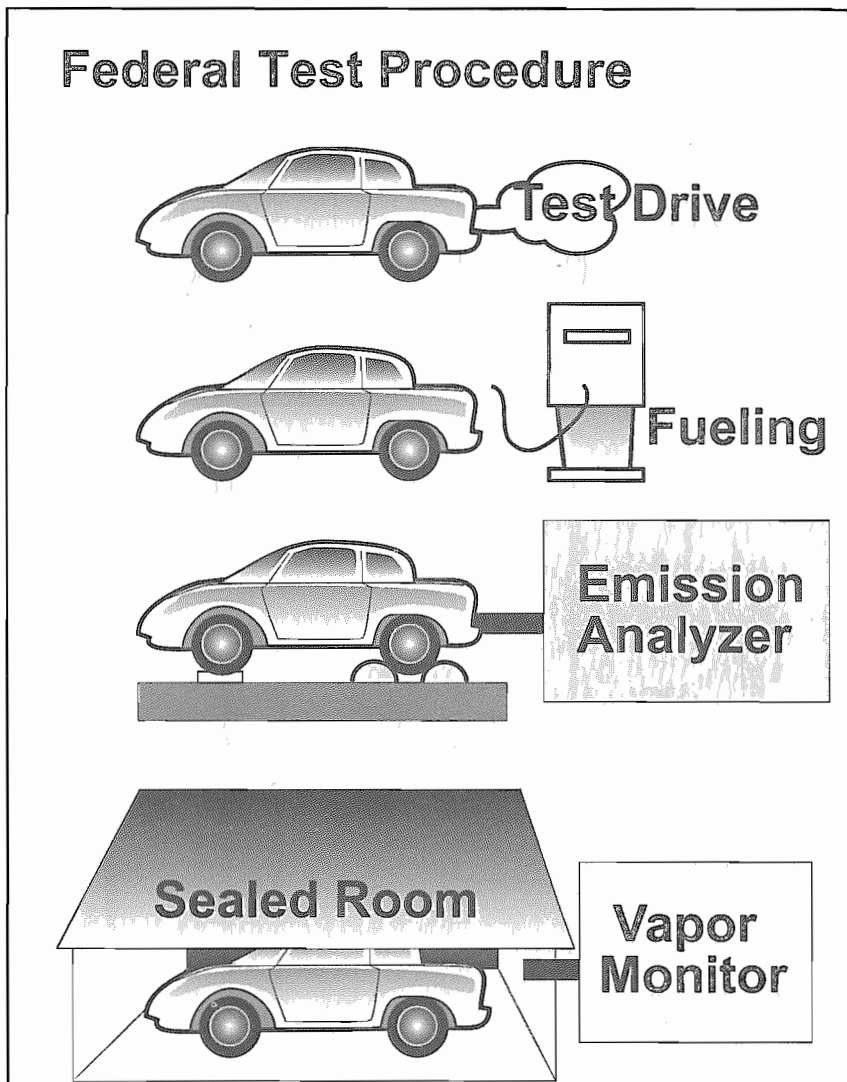 Federal Test Procedure
Test Drive
Fueling
Emission
Analyzer
Sealed Room
Vapor
Monitor